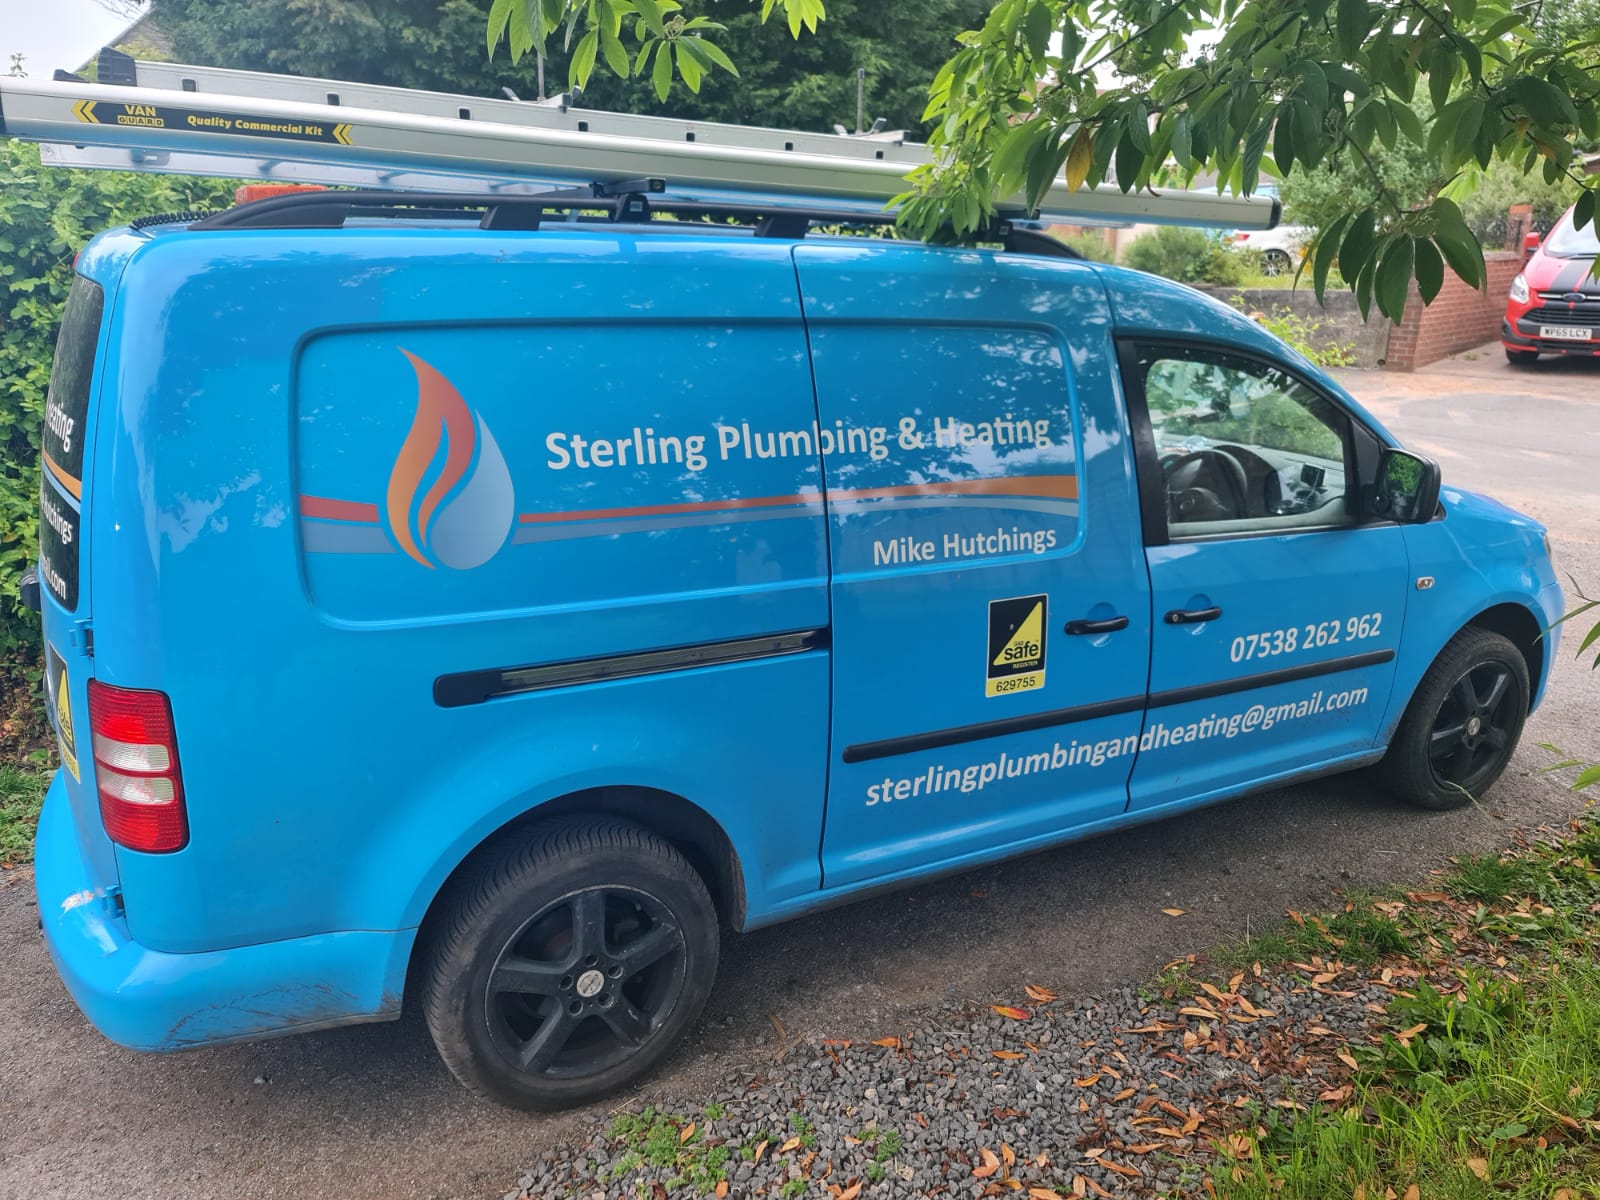 VAN GUARD Quality Commercial Kit
Sterling Plumbing & Heating
Mike Hutchings
gas safe
REGISTER
629755
07538 262 962
sterlingplumbingandheating@gmail.com
WP65 LCX